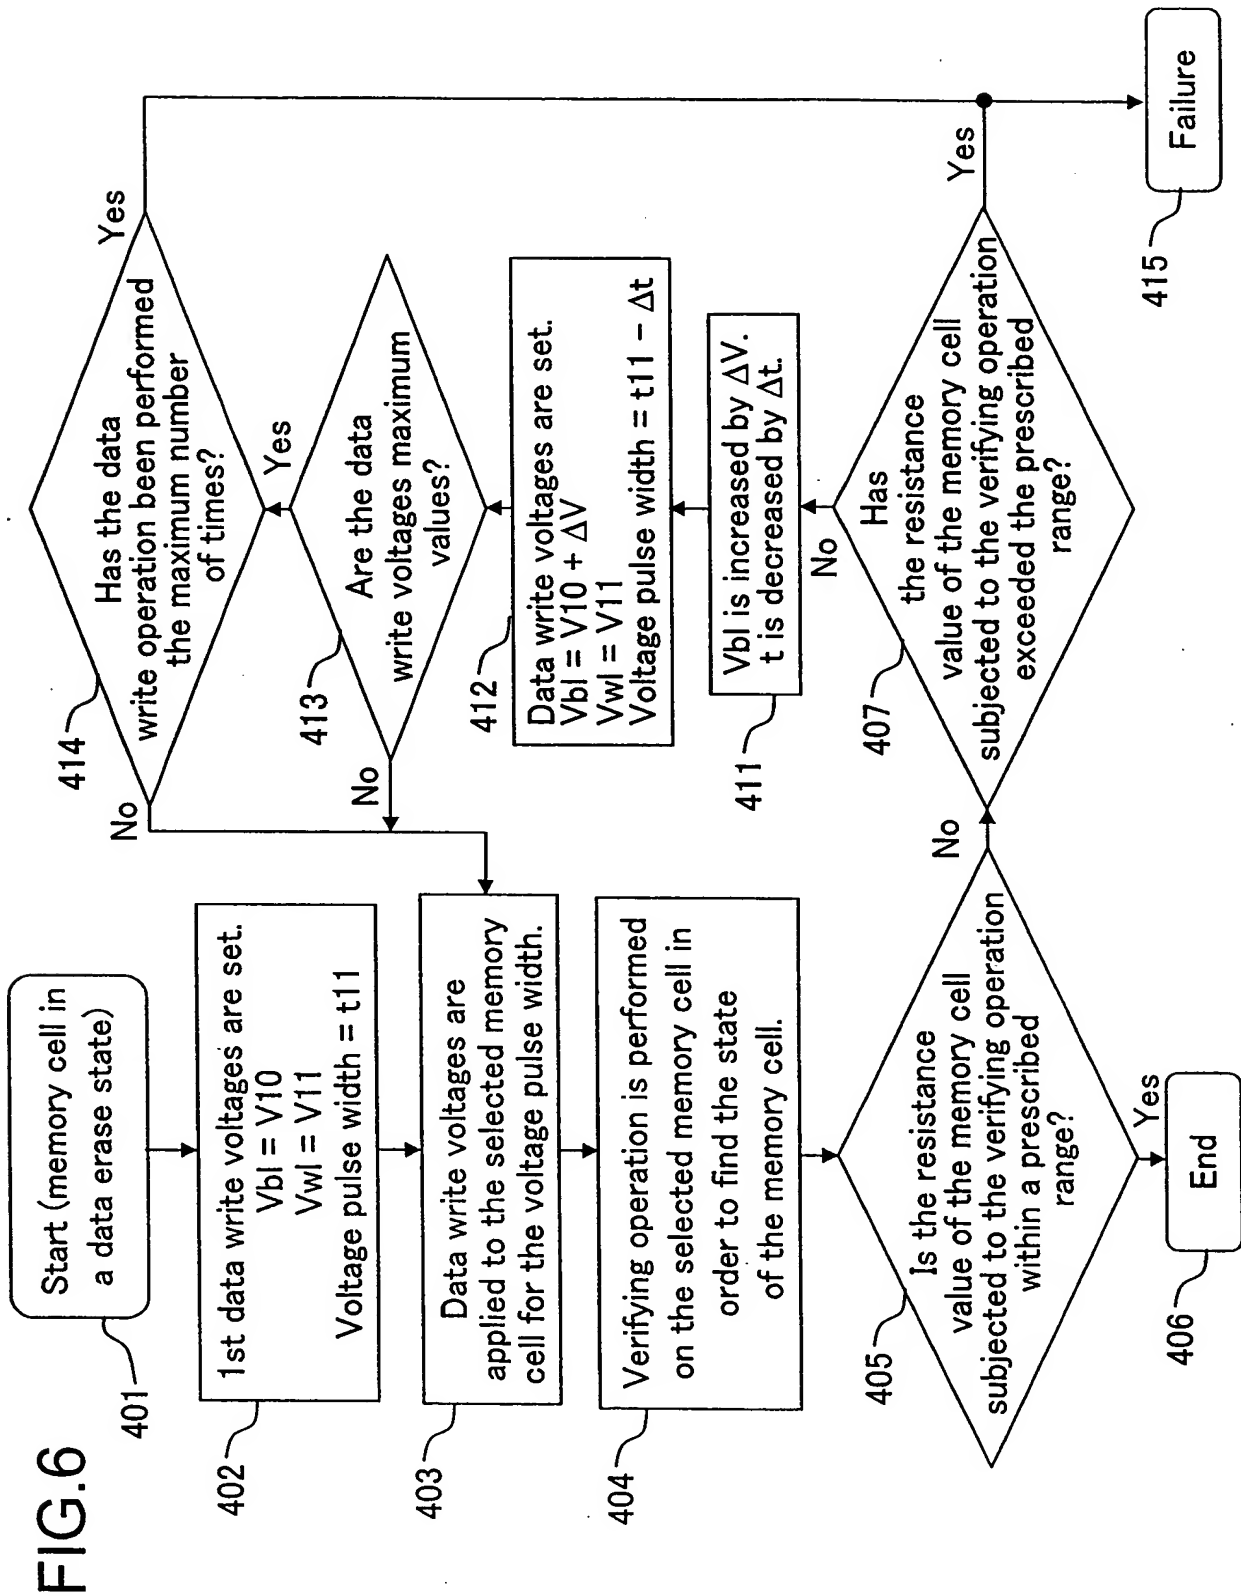 FIG.6
401
Start (memory cell in
a data erase state)
402
1st data write voltages are set.
Vbl = V10
Vwl = V11
Voltage pulse width = t11
403
Data write voltages are
applied to the selected memory
cell for the voltage pulse width.
404
Verifying operation is performed
on the selected memory cell in
order to find the state
of the memory cell.
405
Is the resistance
value of the memory cell
subjected to the verifying operation
within a prescribed
range?
Yes
No
406
End
407
Has
the resistance
value of the memory cell
subjected to the verifying operation
exceeded the prescribed
range?
No
Yes
411
Vbl is increased by ΔV.
t is decreased by Δt.
412
Data write voltages are set.
Vbl = V10 + ΔV
Vwl = V11
Voltage pulse width = t11 − Δt
413
Are the data
write voltages maximum
values?
No
Yes
414
Has the data
write operation been performed
the maximum number
of times?
No
Yes
415
Failure